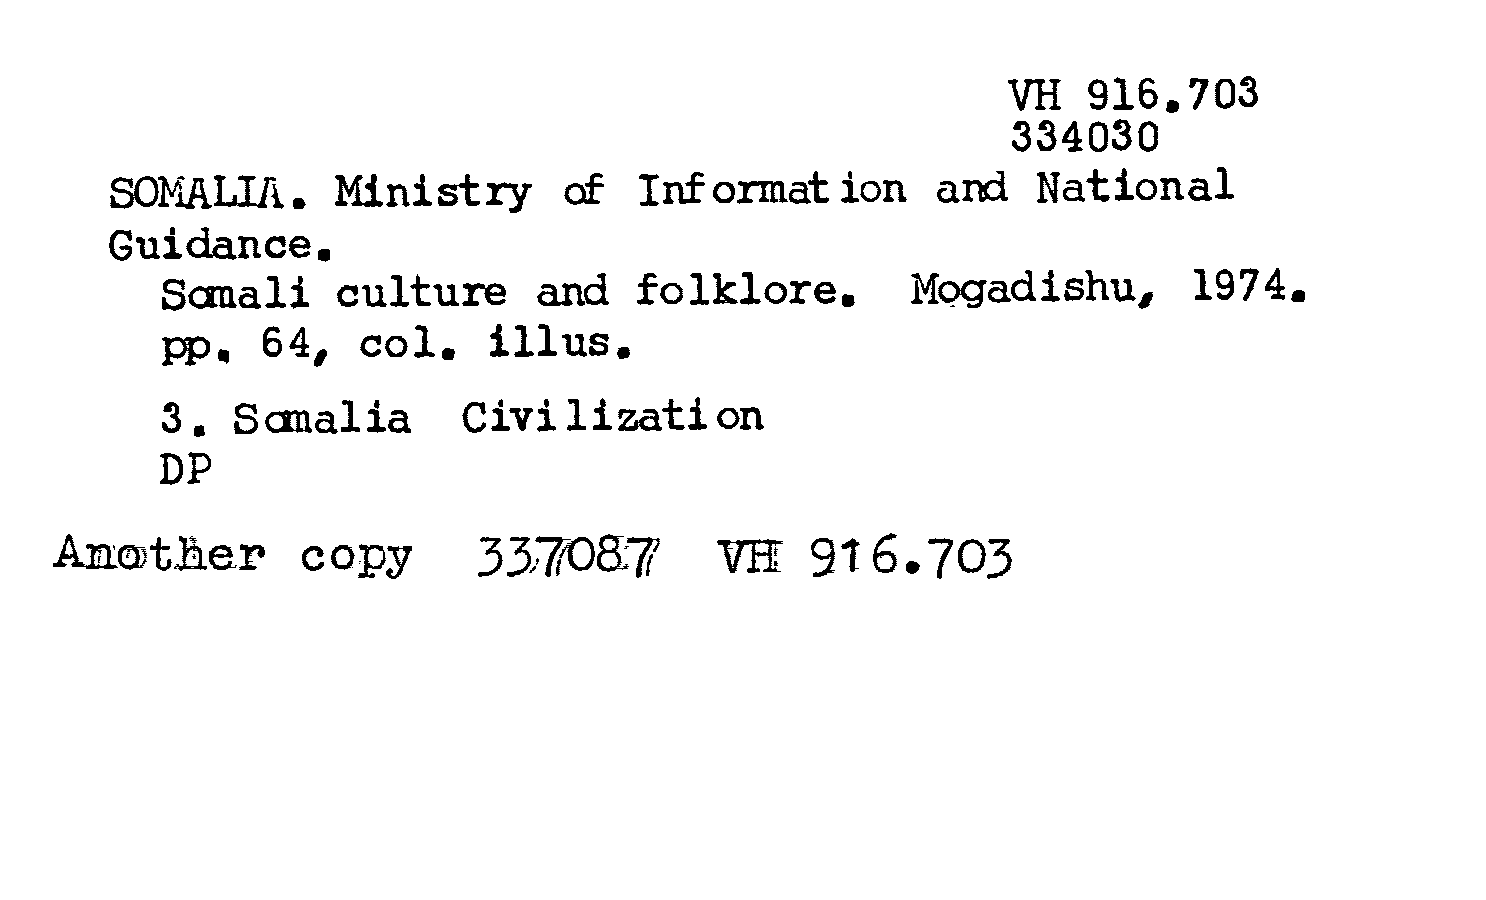 VH 916.703
334030
SOMALIA. Ministry of Information and National
Guidance.
Somali culture and folklore. Mogadishu, 1974.
pp. 64, col. illus.
3. Somalia Civilization
DP
Another copy 337087 VH 916.703